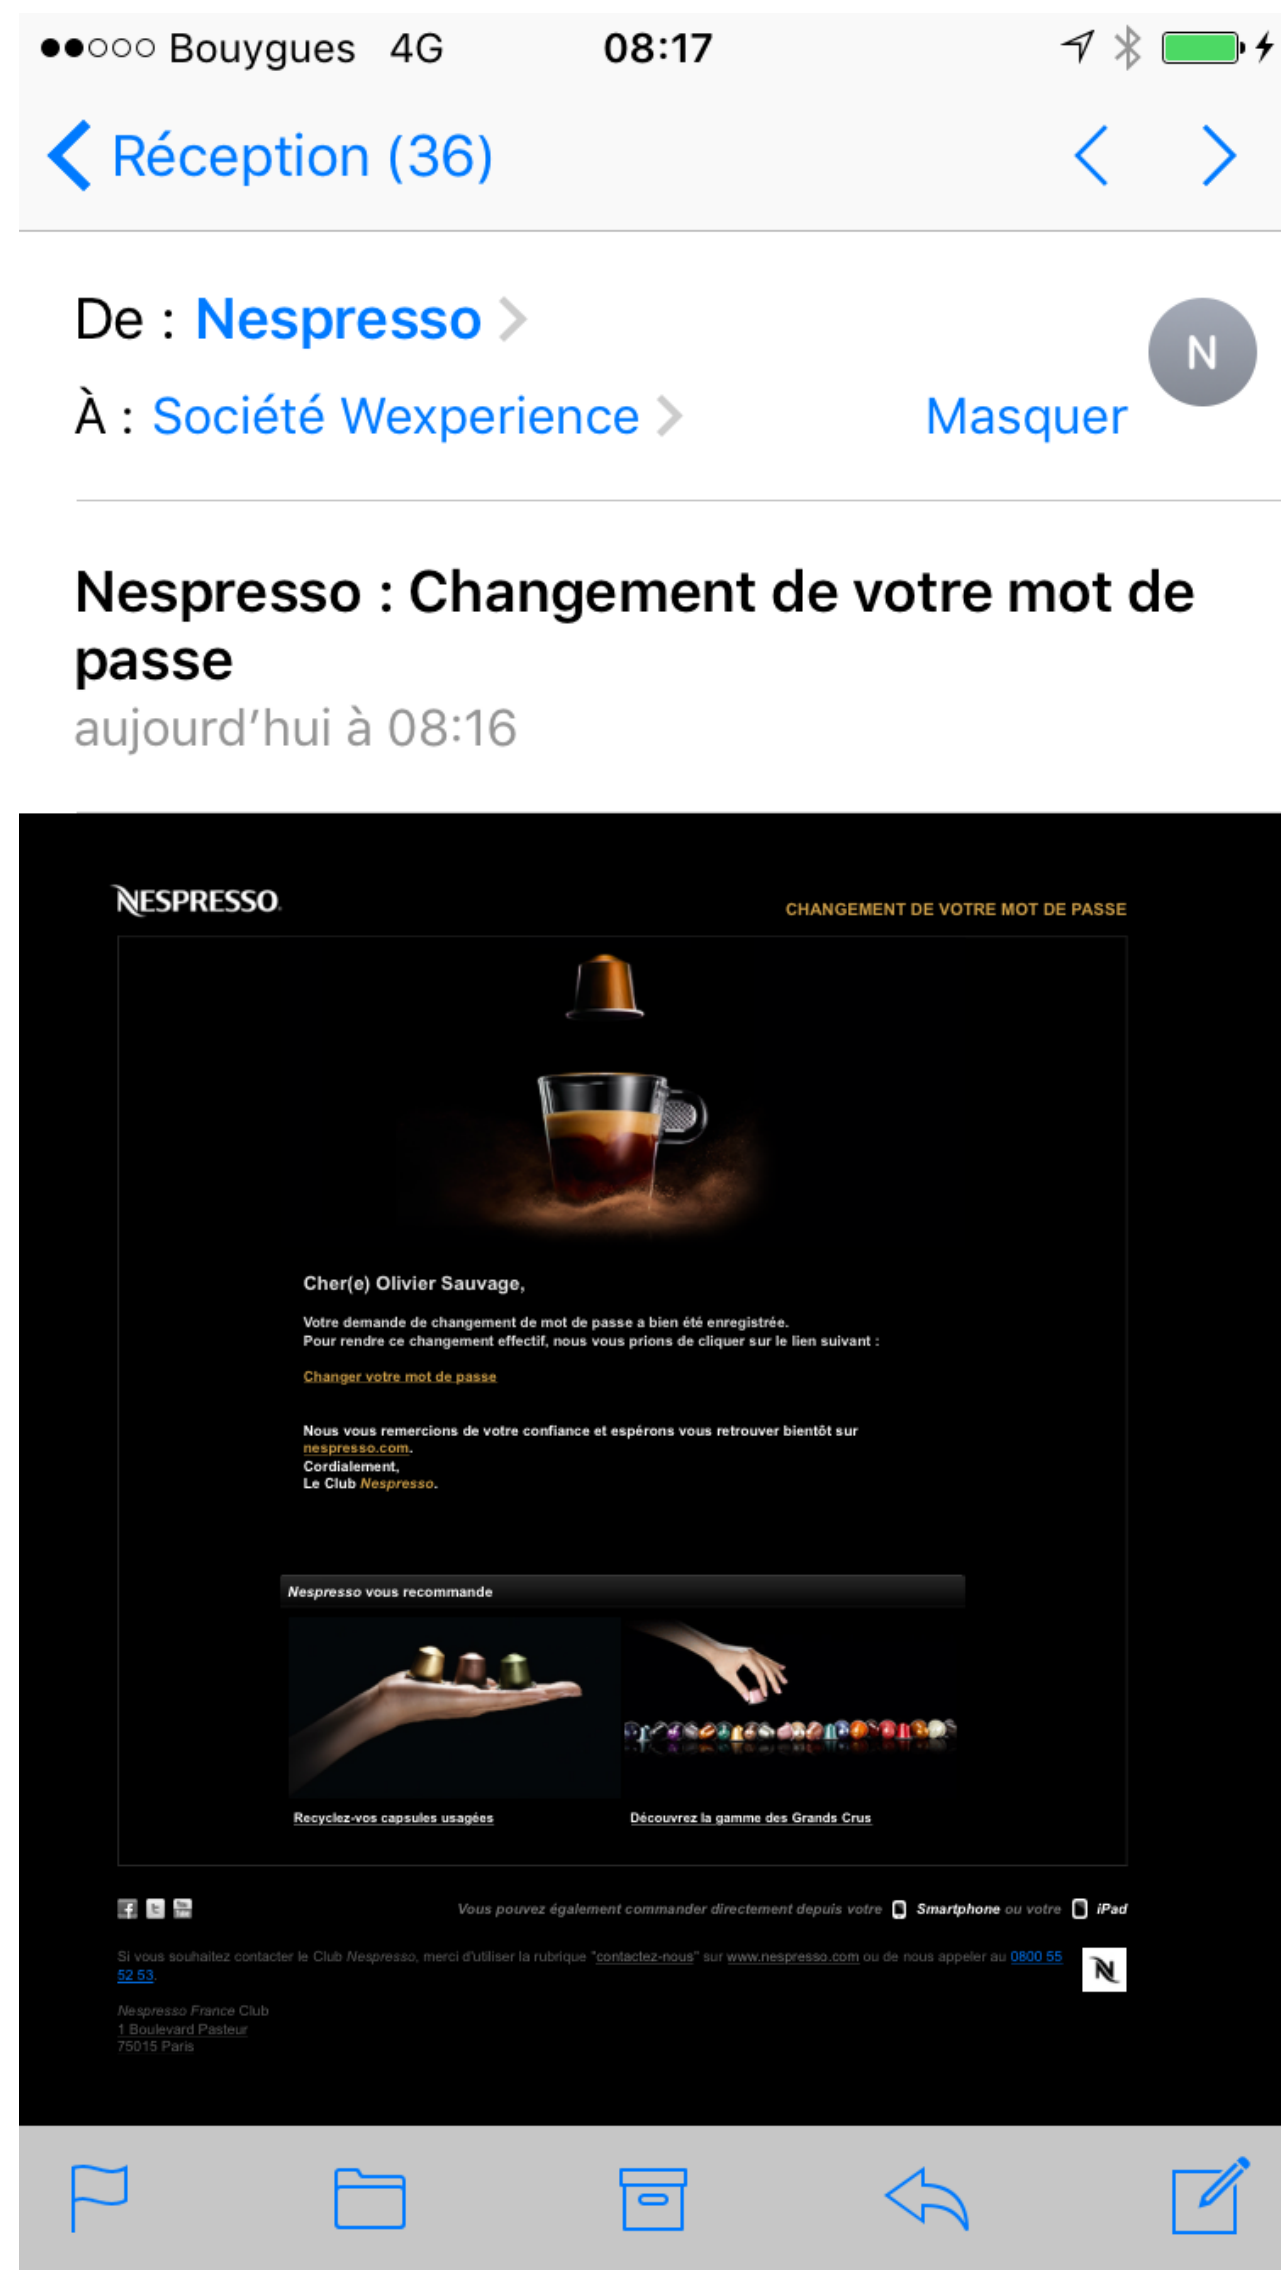 Bouygues 4G 08:17
Réception (36)
De : Nespresso
N
À : Société Wexperience Masquer
Nespresso : Changement de votre mot de
passe
aujourd'hui à 08:16
NESPRESSO.
CHANGEMENT DE VOTRE MOT DE PASSE
Cher(e) Olivier Sauvage,
Votre demande de changement de mot de passe a bien été enregistrée.
Pour rendre ce changement effectif, nous vous prions de cliquer sur le lien suivant :
Changer votre mot de passe
Nous vous remercions de votre confiance et espérons vous retrouver bientôt sur
nespresso.com.
Cordialement,
Le Club Nespresso.
Nespresso vous recommande
Recyclez-vos capsules usagées
Découvrez la gamme des Grands Crus
f t You Tube
Vous pouvez également commander directement depuis votre Smartphone ou votre iPad
Si vous souhaitez contacter le Club Nespresso, merci d'utiliser la rubrique "contactez-nous" sur www.nespresso.com ou de nous appeler au 0800 55
52 53.
N
Nespresso France Club
1 Boulevard Pasteur
75015 Paris